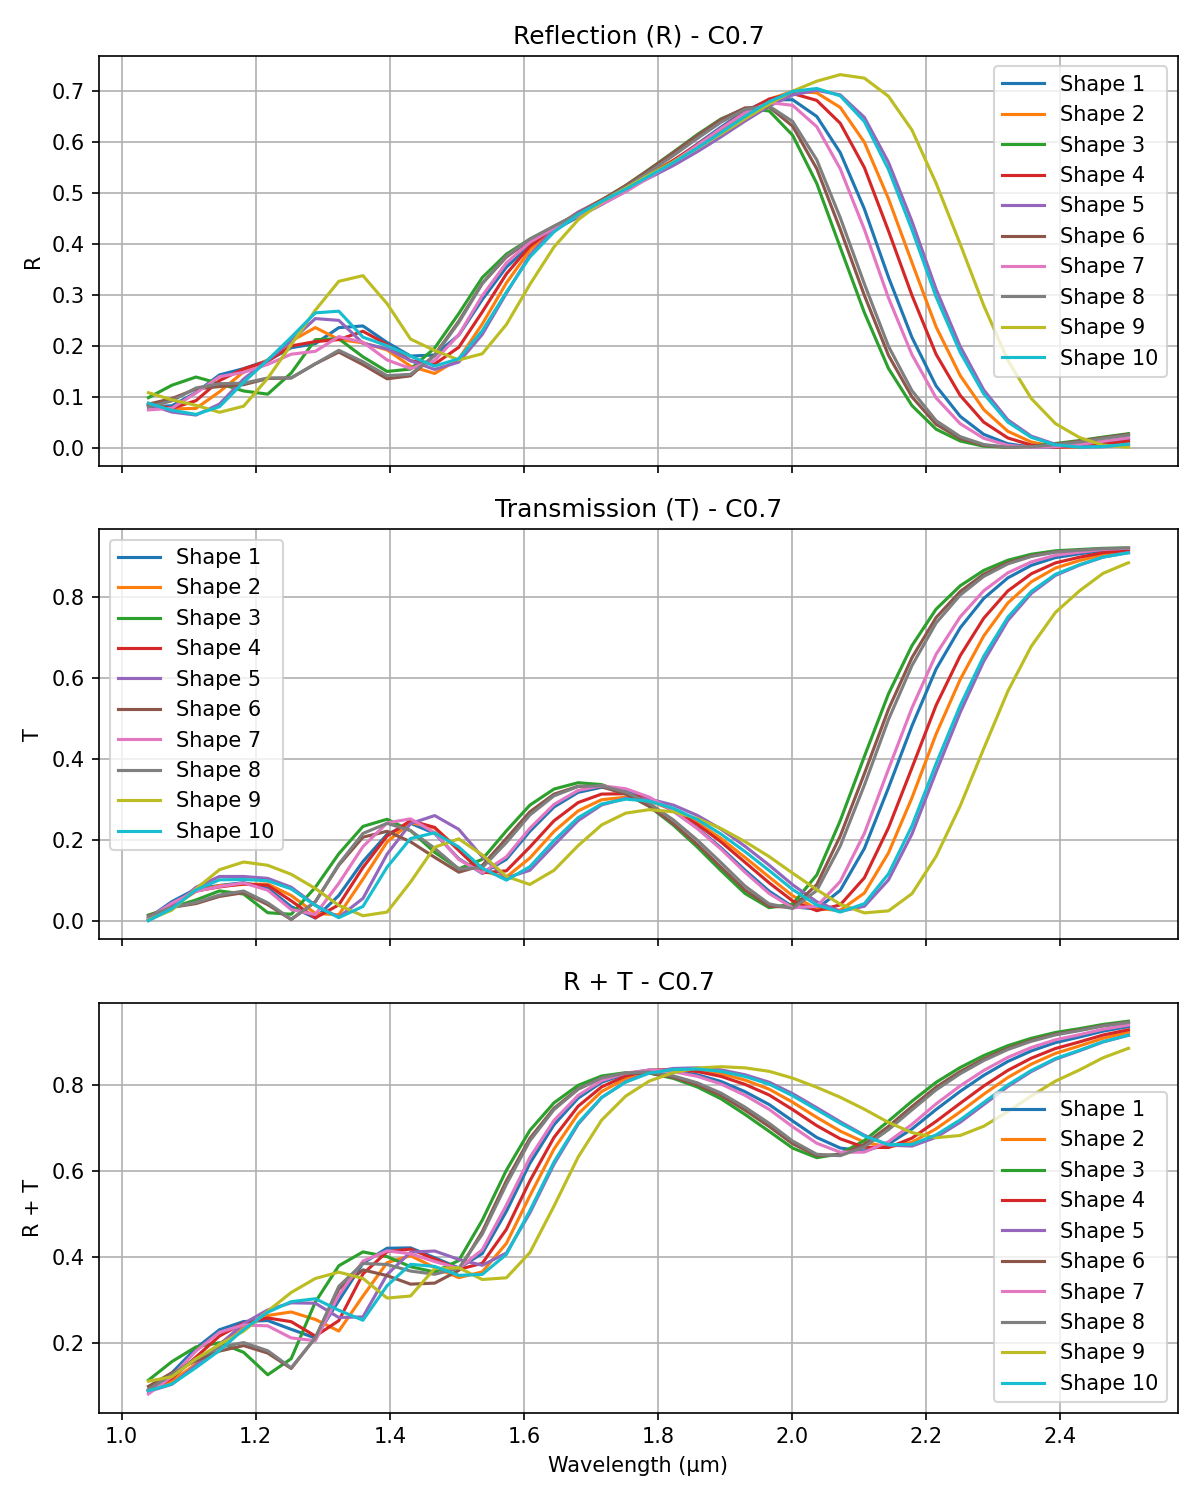 Reflection (R) - C0.7
R
0.7
0.6
0.5
0.4
0.3
0.2
0.1
0.0
Shape 1
Shape 2
Shape 3
Shape 4
Shape 5
Shape 6
Shape 7
Shape 8
Shape 9
Shape 10
Transmission (T) - C0.7
T
0.8
0.6
0.4
0.2
0.0
Shape 1
Shape 2
Shape 3
Shape 4
Shape 5
Shape 6
Shape 7
Shape 8
Shape 9
Shape 10
R + T - C0.7
R + T
0.8
0.6
0.4
0.2
Shape 1
Shape 2
Shape 3
Shape 4
Shape 5
Shape 6
Shape 7
Shape 8
Shape 9
Shape 10
1.0 1.2 1.4 1.6 1.8 2.0 2.2 2.4
Wavelength (µm)